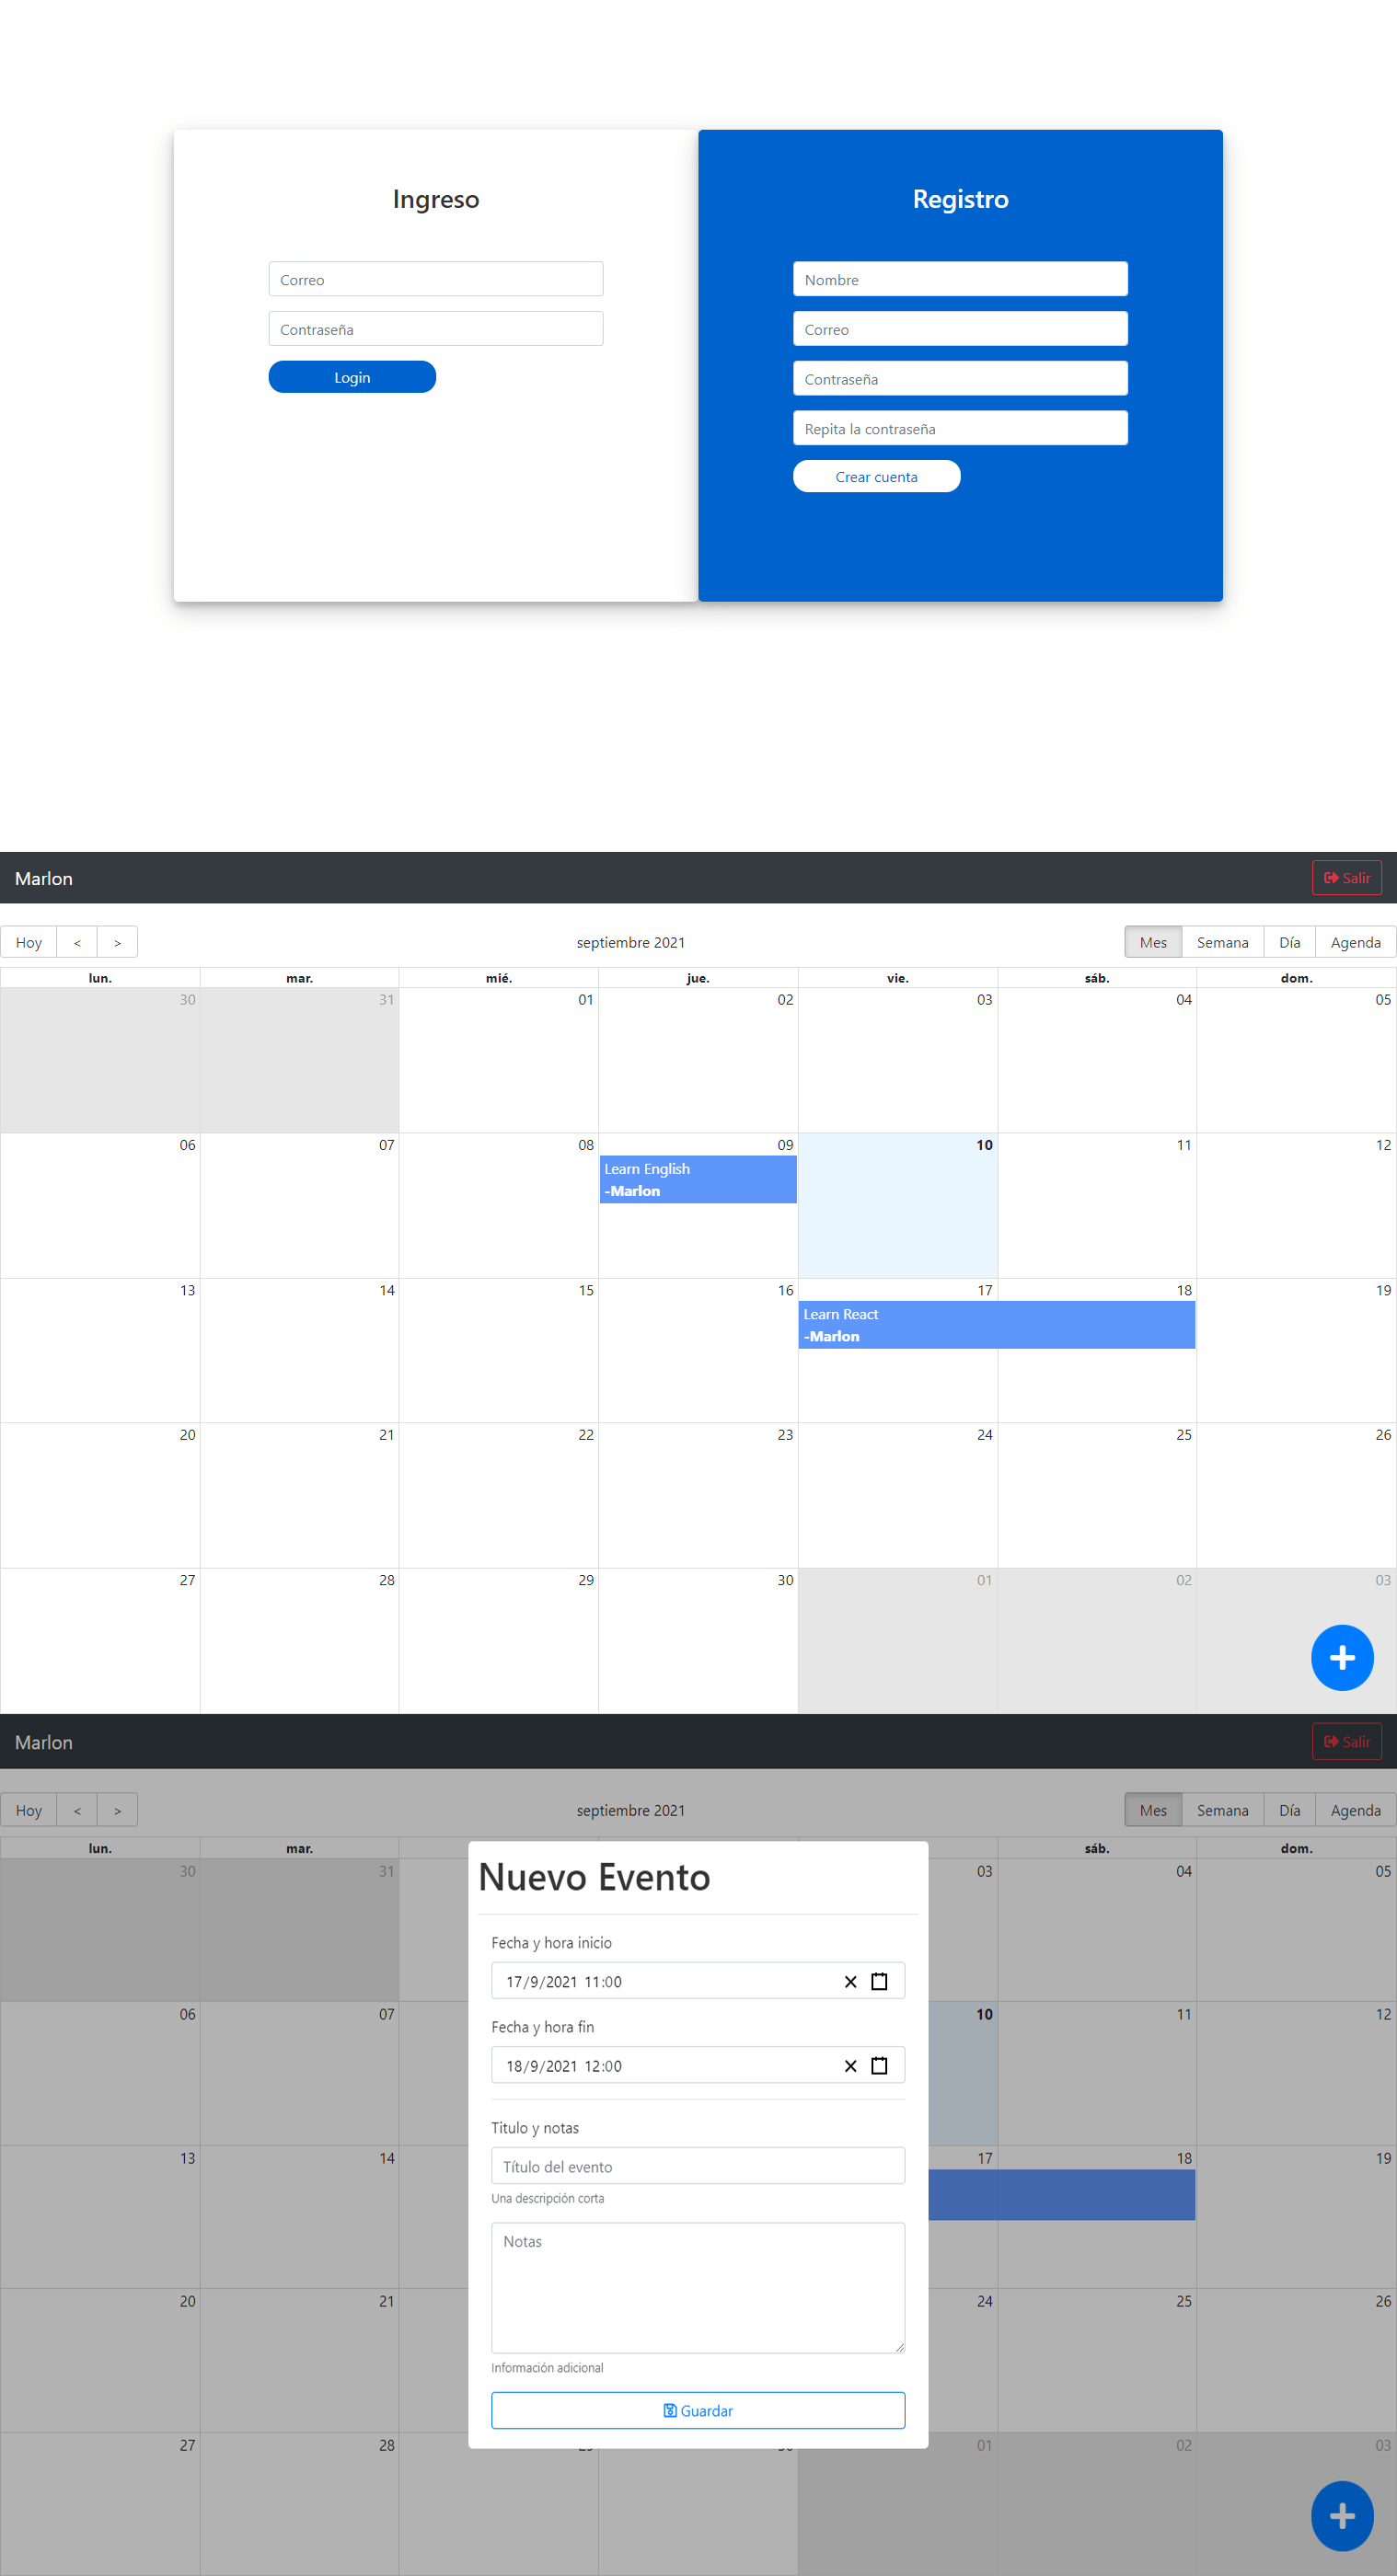 Ingreso
Correo
Contraseña
Login
Registro
Nombre
Correo
Contraseña
Repita la contraseña
Crear cuenta
Marlon
Salir
Hoy < >
septiembre 2021
Mes Semana Día Agenda
lun. mar. mié. jue. vie. sáb. dom.
30 31 01 02 03 04 05
06 07 08 09 10 11 12
Learn English
-Marlon
13 14 15 16 17 18 19
Learn React
-Marlon
20 21 22 23 24 25 26
27 28 29 30 01 02 03
Marlon
Salir
Hoy < >
septiembre 2021
Mes Semana Día Agenda
lun. mar. sáb. dom.
30 31 03 04 05
06 07 10 11 12
13 14 17 18 19
20 21 24 25 26
27 28 01 02 03
Nuevo Evento
Fecha y hora inicio
17/9/2021 11:00
Fecha y hora fin
18/9/2021 12:00
Titulo y notas
Título del evento
Una descripción corta
Notas
Información adicional
Guardar